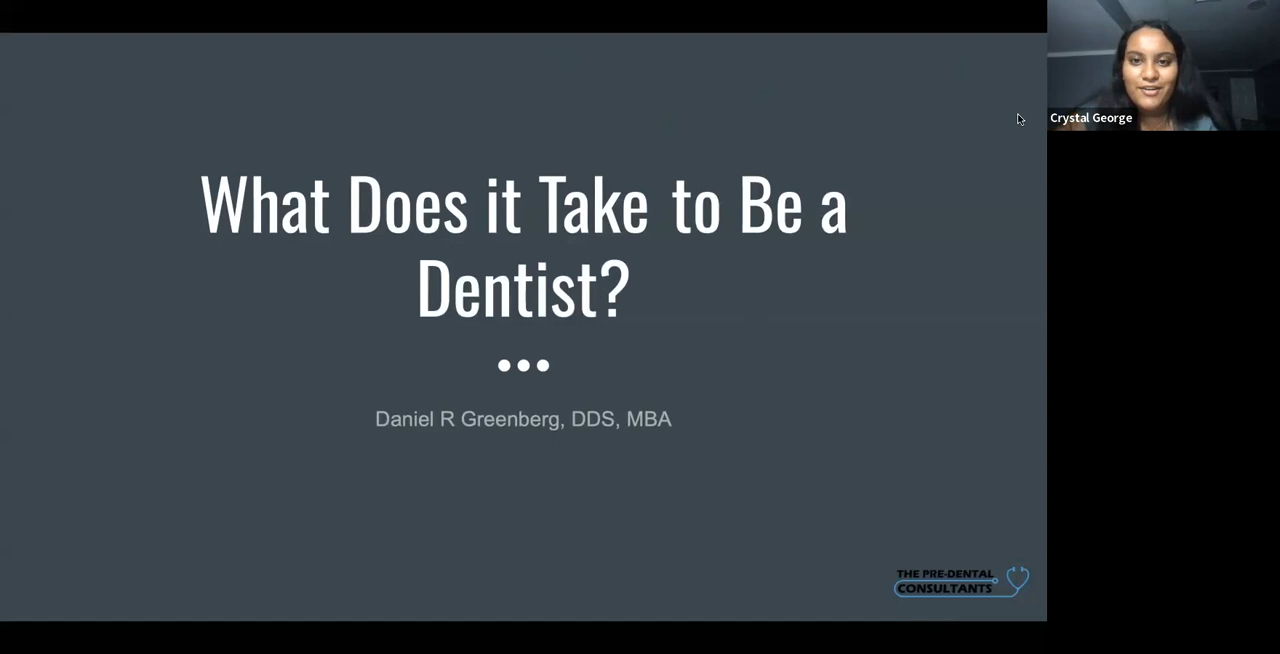 What Does it Take to Be a
Dentist?
Daniel R Greenberg, DDS, MBA
THE PRE-DENTAL
CONSULTANTS
Crystal George